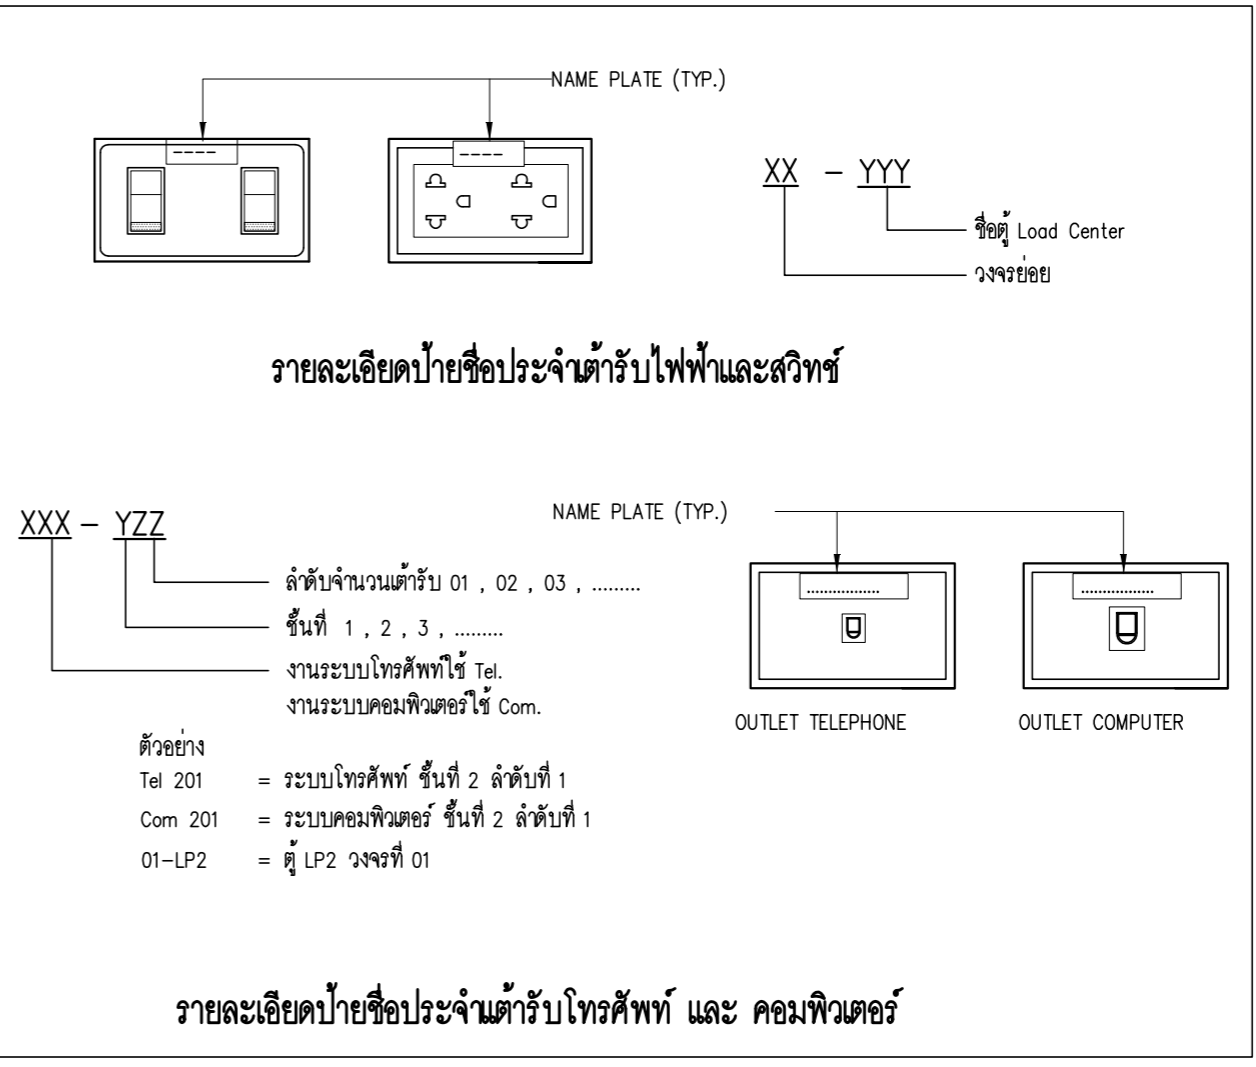 NAME PLATE (TYP.)
----
----
XX - YYY
ชื่อตู้ Load Center
วงจรย่อย
รายละเอียดป้ายชื่อประจำเต้ารับไฟฟ้าและสวิทช์
XXX - YZZ
ลำดับจำนวนเต้ารับ 01 , 02 , 03 , .........
ชั้นที่ 1 , 2 , 3 , .........
งานระบบโทรศัพท์ใช้ Tel.
งานระบบคอมพิวเตอร์ใช้ Com.
NAME PLATE (TYP.)
.................
.................
OUTLET TELEPHONE
OUTLET COMPUTER
ตัวอย่าง
Tel 201 = ระบบโทรศัพท์ ชั้นที่ 2 ลำดับที่ 1
Com 201 = ระบบคอมพิวเตอร์ ชั้นที่ 2 ลำดับที่ 1
01-LP2 = ตู้ LP2 วงจรที่ 01
รายละเอียดป้ายชื่อประจำเต้ารับโทรศัพท์ และ คอมพิวเตอร์